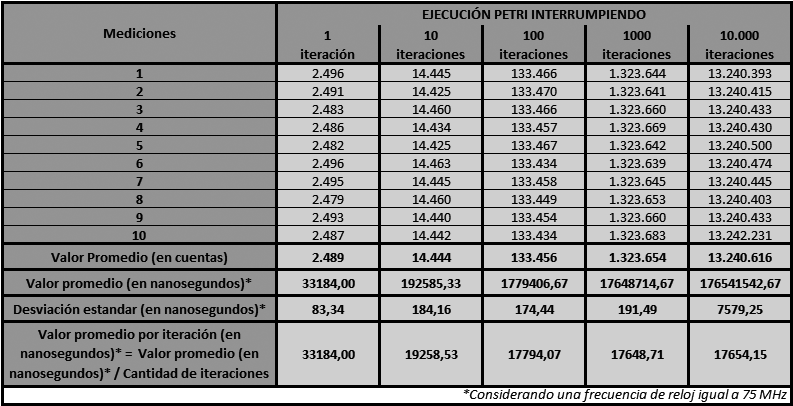 Mediciones
EJECUCIÓN PETRI INTERRUMPIENDO
1 10 100 1000 10.000
iteración iteraciones iteraciones iteraciones iteraciones
1 2.496 14.445 133.466 1.323.644 13.240.393
2 2.491 14.425 133.470 1.323.641 13.240.415
3 2.483 14.460 133.466 1.323.660 13.240.433
4 2.486 14.434 133.457 1.323.669 13.240.430
5 2.482 14.425 133.467 1.323.642 13.240.500
6 2.496 14.463 133.434 1.323.639 13.240.474
7 2.495 14.445 133.458 1.323.645 13.240.445
8 2.479 14.460 133.449 1.323.653 13.240.403
9 2.493 14.440 133.454 1.323.660 13.240.433
10 2.487 14.442 133.434 1.323.683 13.242.231
Valor Promedio (en cuentas) 2.489 14.444 133.456 1.323.654 13.240.616
Valor promedio (en nanosegundos)* 33184,00 192585,33 1779406,67 17648714,67 176541542,67
Desviación estandar (en nanosegundos)* 83,34 184,16 174,44 191,49 7579,25
Valor promedio por iteración (en
nanosegundos)* = Valor promedio (en
nanosegundos)* / Cantidad de iteraciones
33184,00 19258,53 17794,07 17648,71 17654,15
*Considerando una frecuencia de reloj igual a 75 MHz